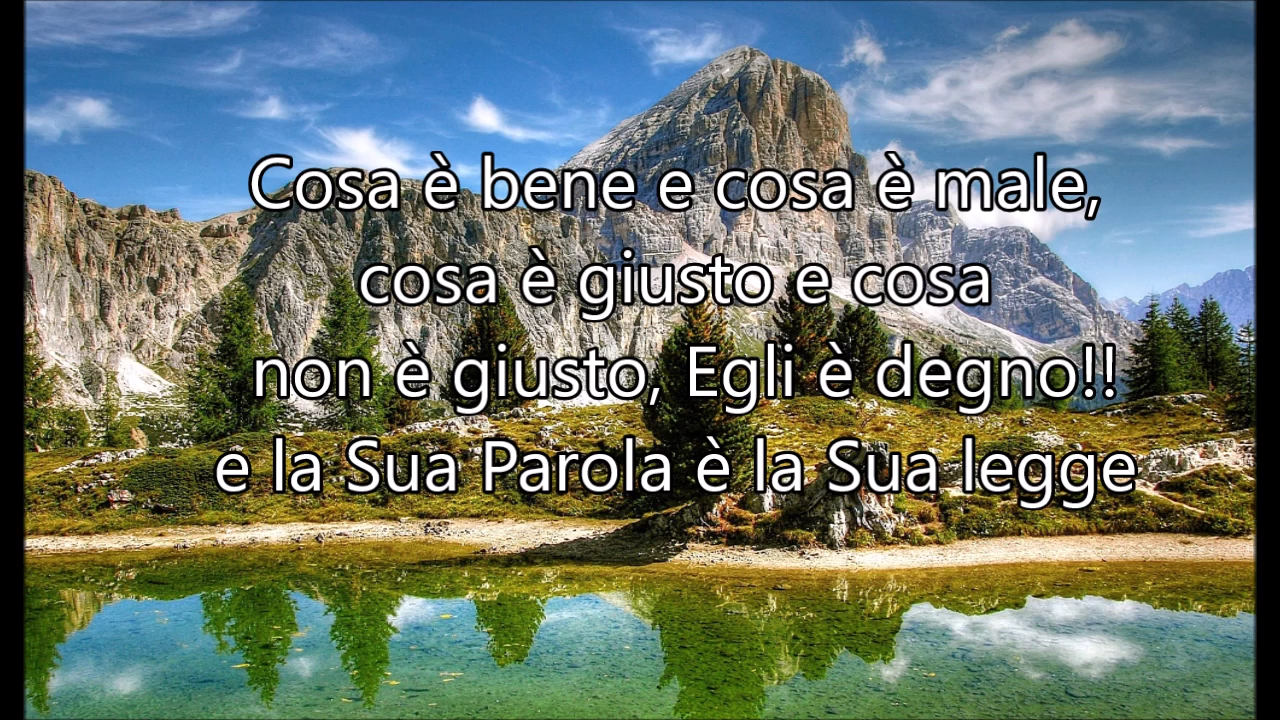 Cosa è bene e cosa è male,
cosa è giusto e cosa
non è giusto, Egli è degno!!
e la Sua Parola è la Sua legge